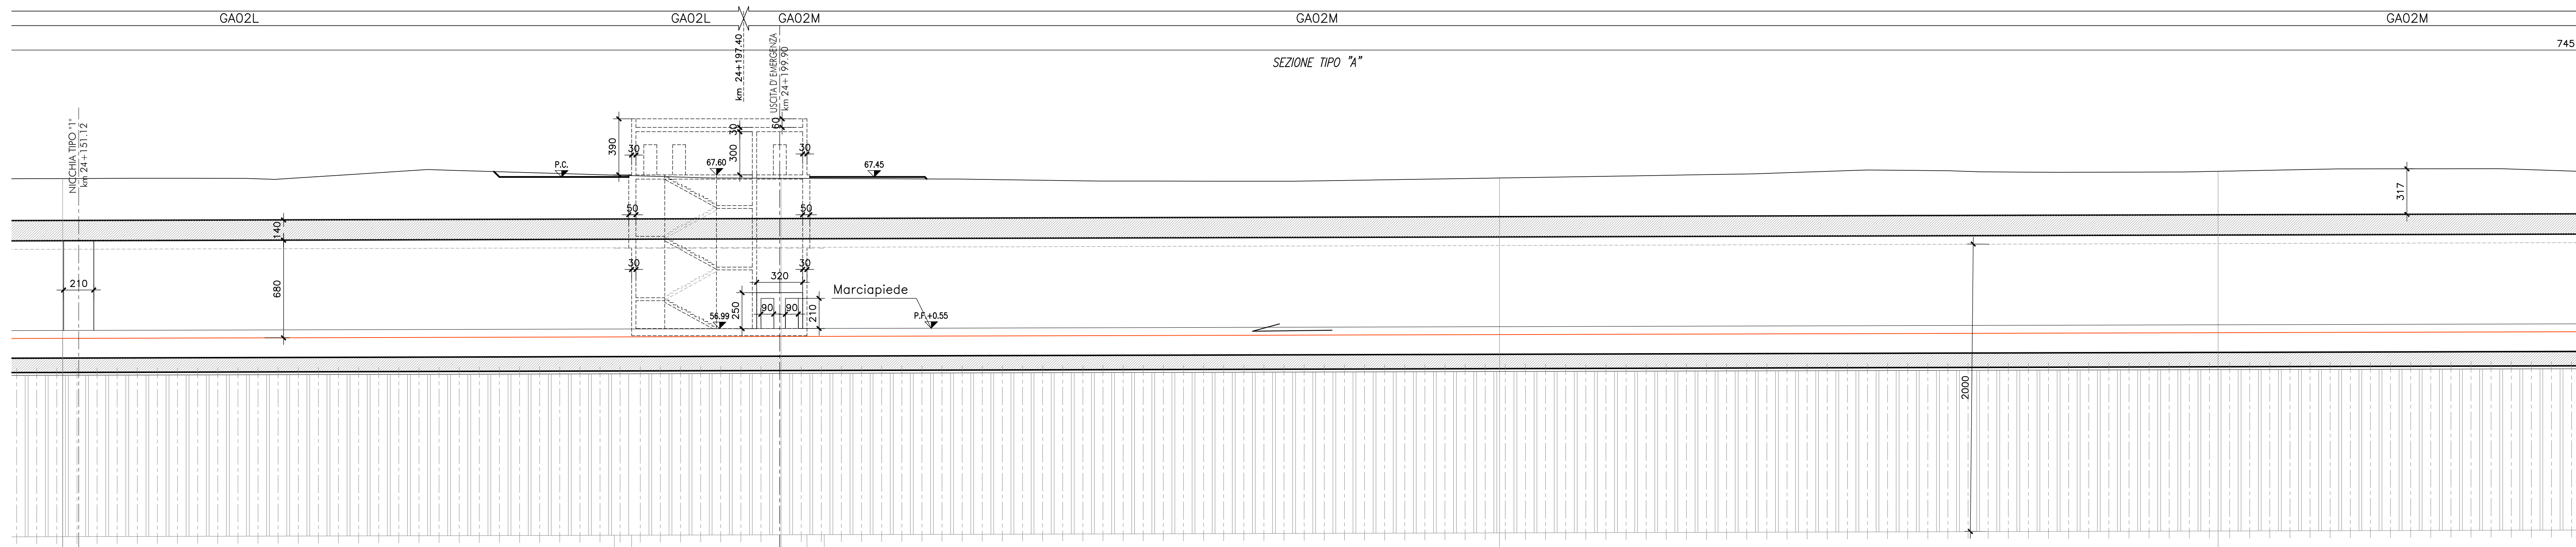 GA02L
GA02L
GA02M
GA02M
GA02M
745
SEZIONE TIPO "A"
km 24+197.40
USCITA D' EMERGENZA
km 24+199.90
NICCHIA TIPO "1"
km 24+151.12
390
30
30
300
60
30
P.C.
67.60
67.45
317
50
50
140
680
210
30
320
30
250
90
90
210
56.99
Marciapiede
P.F.+0.55
2000